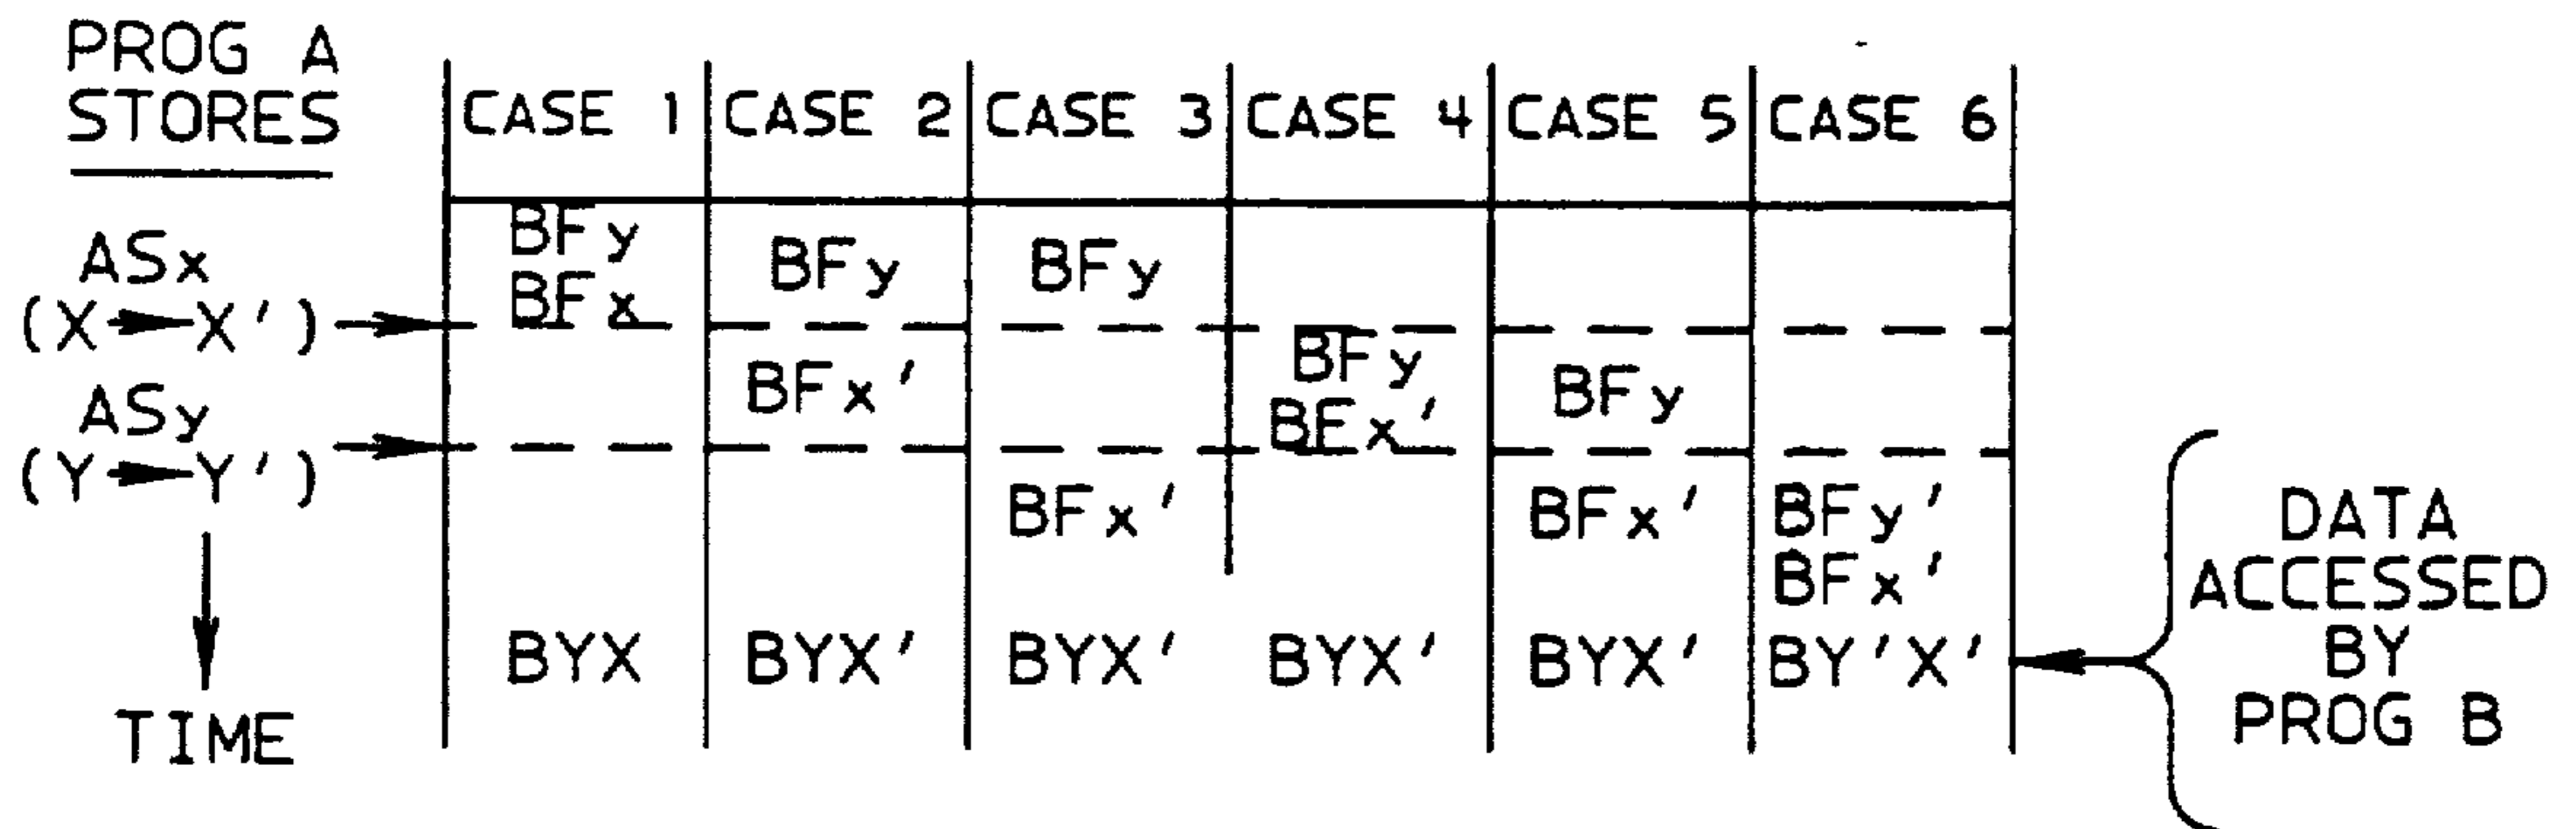 PROG A
STORES
CASE 1 CASE 2 CASE 3 CASE 4 CASE 5 CASE 6
ASx
(X→X')
ASy
(Y→Y')
TIME
BFy
BFx
BYX
BFy
BFx'
BYX'
BFy
BFx'
BYX'
BFy
BFx'
BYX'
BFy
BFx'
BYX'
BFy'
BFx'
BY'X'
DATA
ACCESSED
BY
PROG B